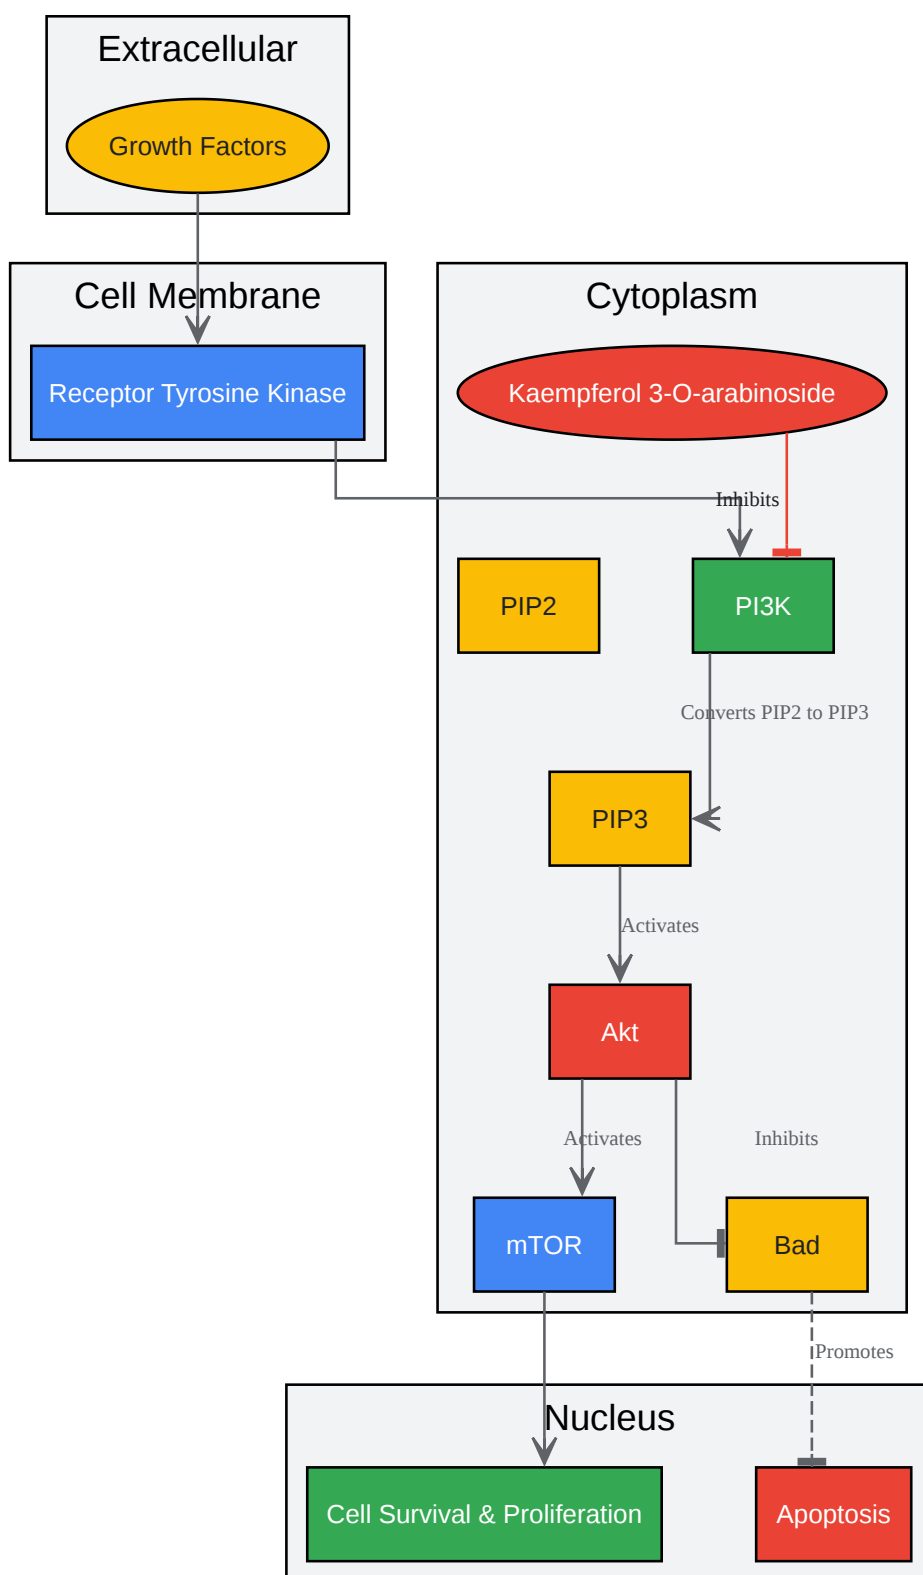 Extracellular
Growth Factors
Cell Membrane
Receptor Tyrosine Kinase
Cytoplasm
Kaempferol 3-O-arabinoside
Inhibits
PIP2
PI3K
Converts PIP2 to PIP3
PIP3
Activates
Akt
Activates
Inhibits
mTOR
Bad
Promotes
Nucleus
Cell Survival & Proliferation
Apoptosis